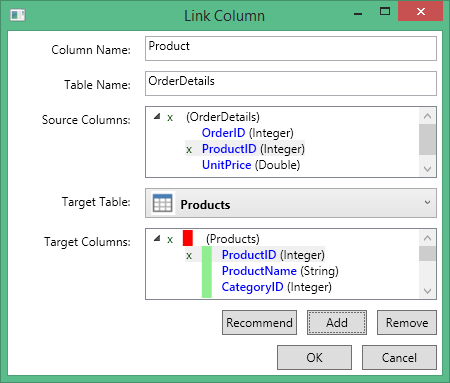 Link Column
Column Name: Product
Table Name: OrderDetails
Source Columns: x (OrderDetails)
OrderID (Integer)
x ProductID (Integer)
UnitPrice (Double)
Target Table: Products
Target Columns: x (Products)
x ProductID (Integer)
ProductName (String)
CategoryID (Integer)
Recommend Add Remove
OK Cancel